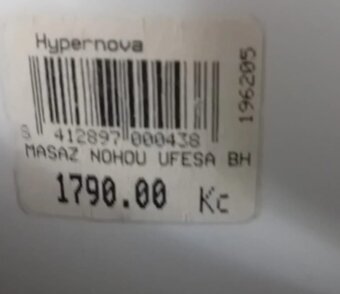 Hypernova
196205
8 412897 000438
MASAZ NOHOU UFESA BH
1790.00 Kc